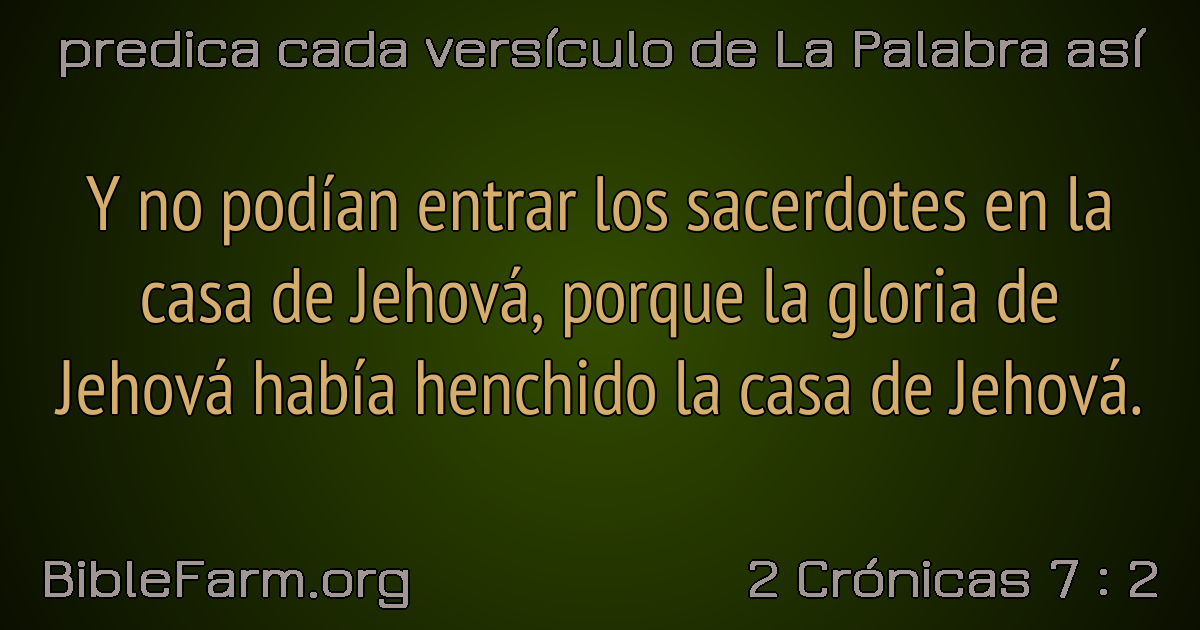 predica cada versículo de La Palabra así
Y no podían entrar los sacerdotes en la
casa de Jehová, porque la gloria de
Jehová había henchido la casa de Jehová.
BibleFarm.org
2 Crónicas 7 : 2